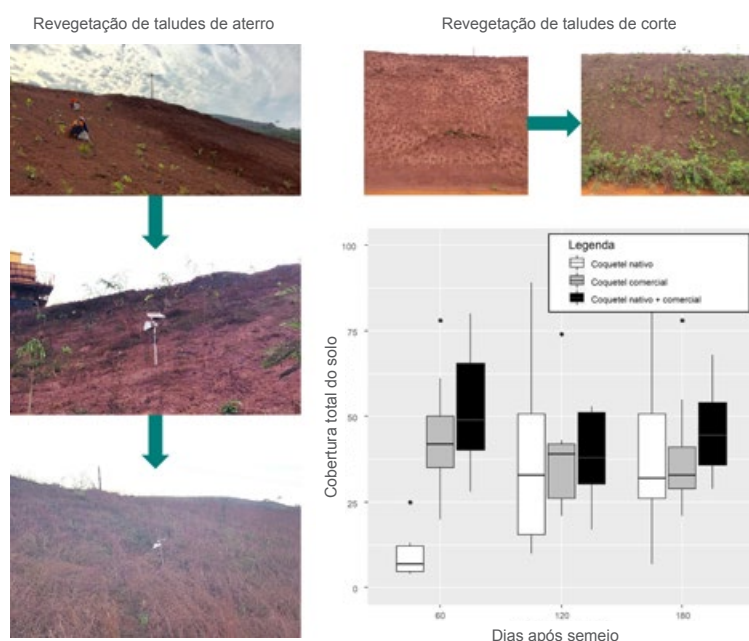 Revegetação de taludes de aterro
Revegetação de taludes de corte
Legenda
Coquetel nativo
Coquetel comercial
Coquetel nativo + comercial
Cobertura total do solo
100
75
50
25
0
60
120
180
Dias após semeio